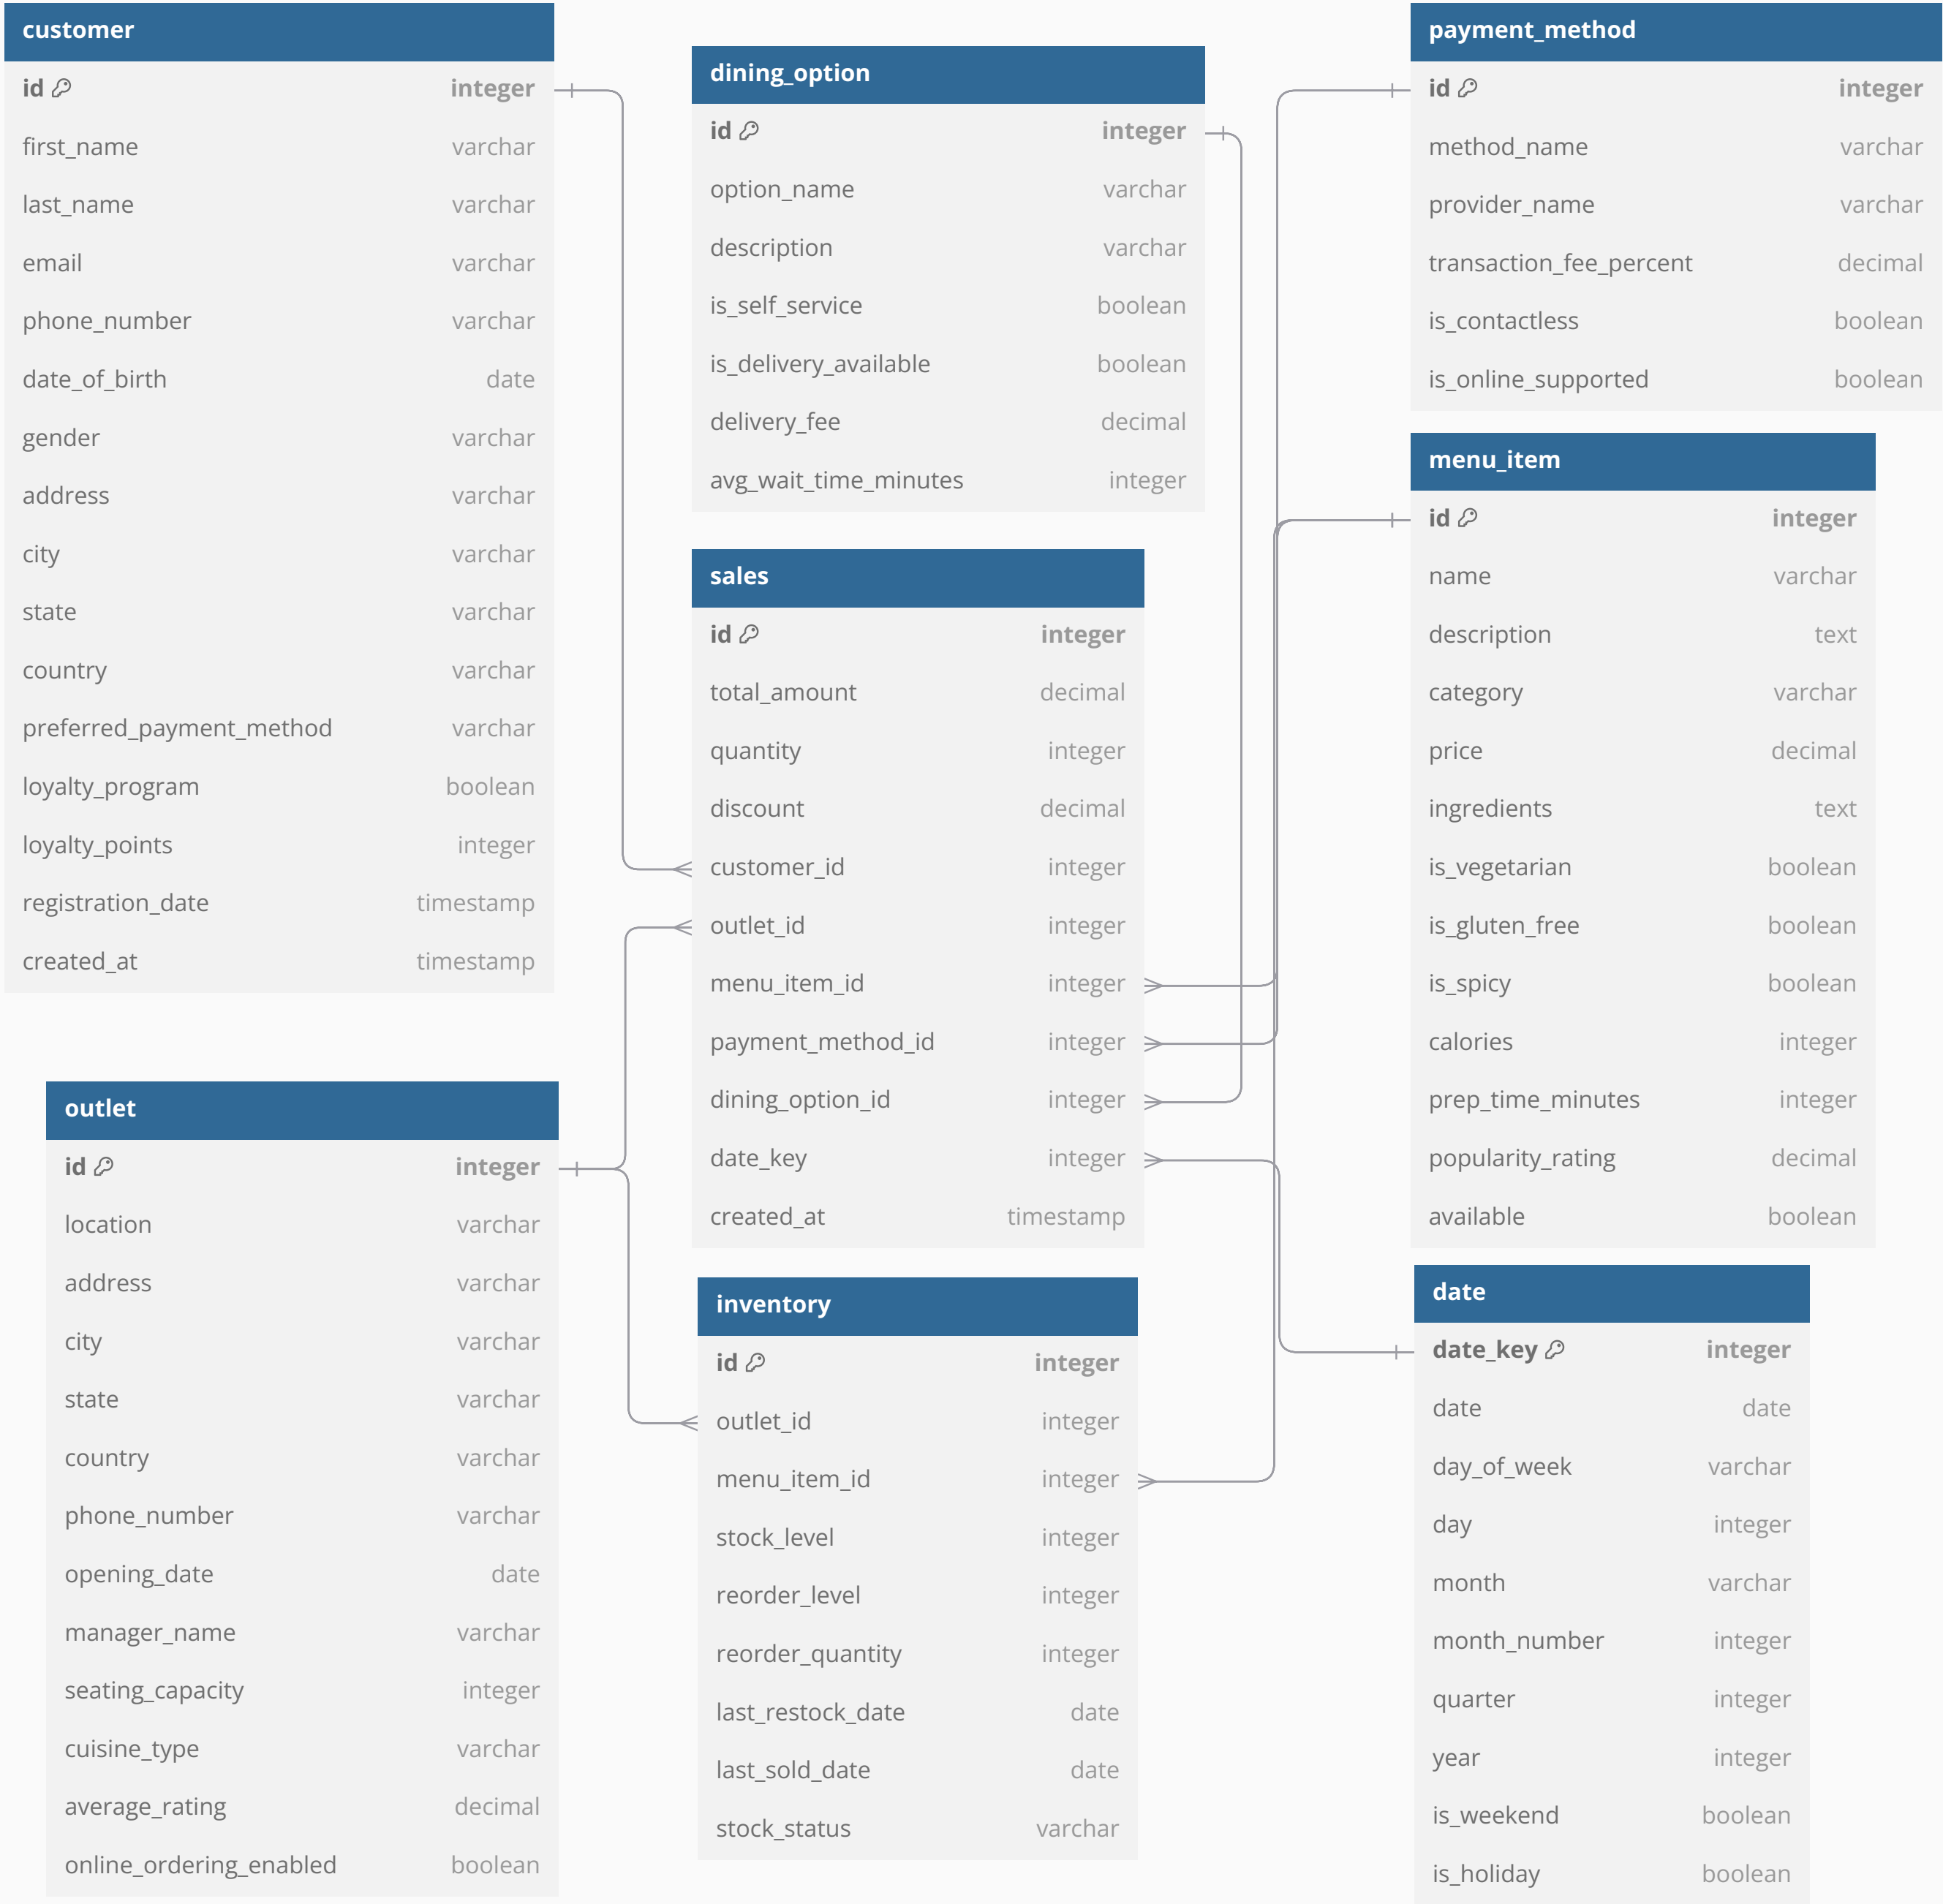 customer
id integer
first_name varchar
last_name varchar
email varchar
phone_number varchar
date_of_birth date
gender varchar
address varchar
city varchar
state varchar
country varchar
preferred_payment_method varchar
loyalty_program boolean
loyalty_points integer
registration_date timestamp
created_at timestamp
outlet
id integer
location varchar
address varchar
city varchar
state varchar
country varchar
phone_number varchar
opening_date date
manager_name varchar
seating_capacity integer
cuisine_type varchar
average_rating decimal
online_ordering_enabled boolean
dining_option
id integer
option_name varchar
description varchar
is_self_service boolean
is_delivery_available boolean
delivery_fee decimal
avg_wait_time_minutes integer
sales
id integer
total_amount decimal
quantity integer
discount decimal
customer_id integer
outlet_id integer
menu_item_id integer
payment_method_id integer
dining_option_id integer
date_key integer
created_at timestamp
inventory
id integer
outlet_id integer
menu_item_id integer
stock_level integer
reorder_level integer
reorder_quantity integer
last_restock_date date
last_sold_date date
stock_status varchar
payment_method
id integer
method_name varchar
provider_name varchar
transaction_fee_percent decimal
is_contactless boolean
is_online_supported boolean
menu_item
id integer
name varchar
description text
category varchar
price decimal
ingredients text
is_vegetarian boolean
is_gluten_free boolean
is_spicy boolean
calories integer
prep_time_minutes integer
popularity_rating decimal
available boolean
date
date_key integer
date date
day_of_week varchar
day integer
month varchar
month_number integer
quarter integer
year integer
is_weekend boolean
is_holiday boolean